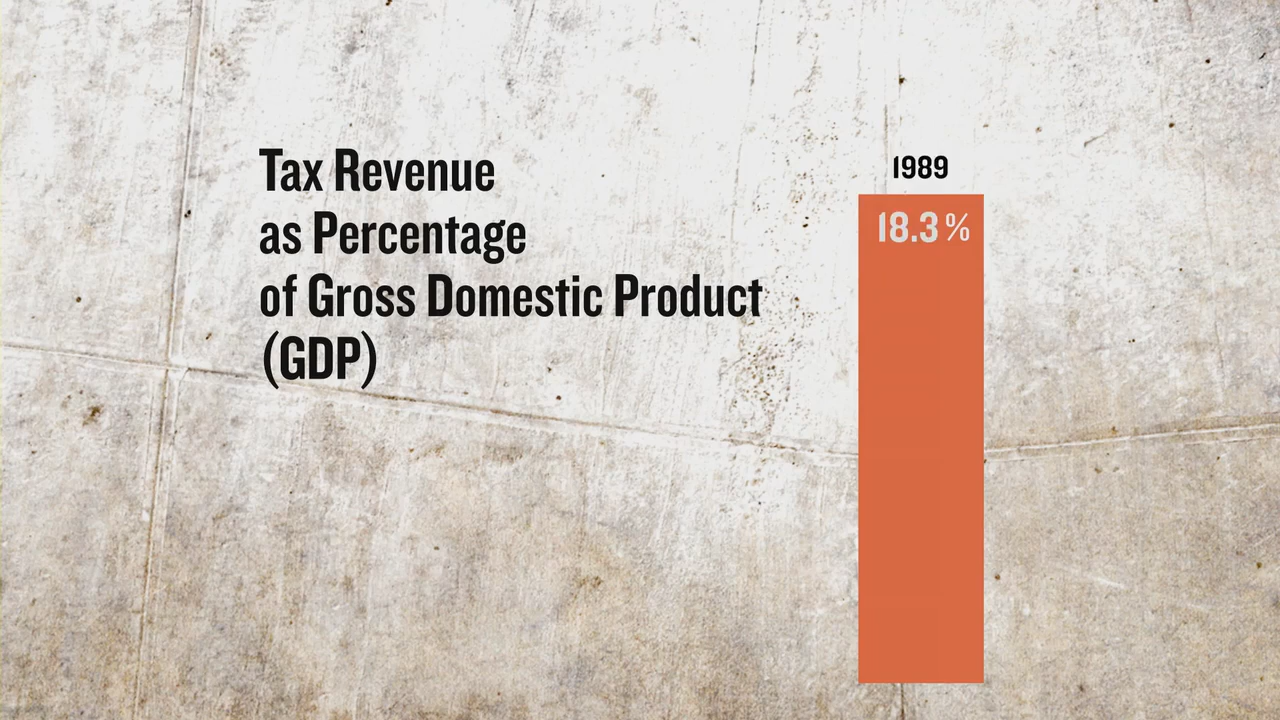 Tax Revenue
as Percentage
of Gross Domestic Product
(GDP)
1989
18.3%